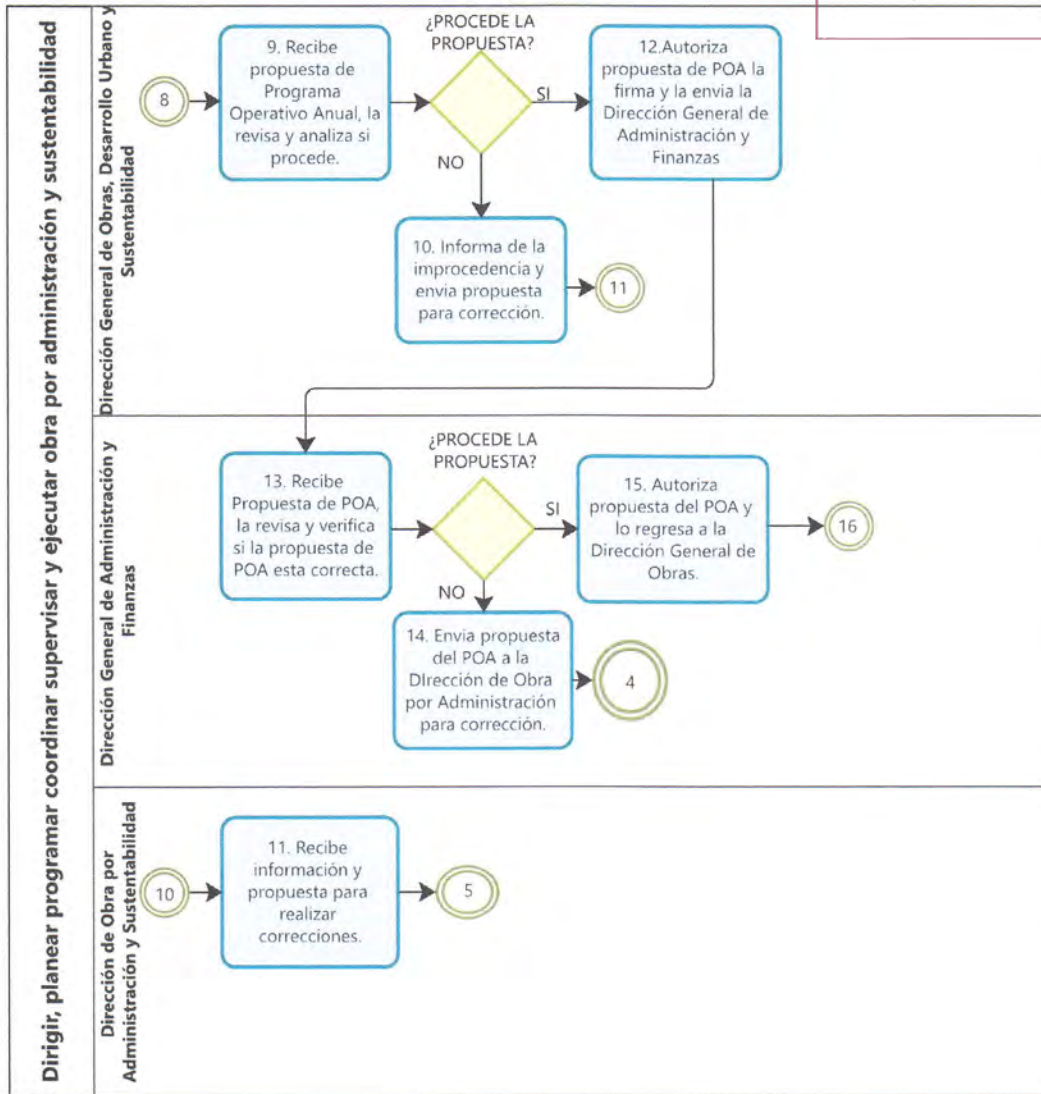 Dirigir, planear programar coordinar supervisar y ejecutar obra por administración y sustentabilidad
Dirección General de Obras, Desarrollo Urbano y
Sustentabilidad
8
9. Recibe
propuesta de
Programa
Operativo Anual, la
revisa y analiza si
procede.
¿PROCEDE LA
PROPUESTA?
SI
NO
12.Autoriza
propuesta de POA la
firma y la envia la
Dirección General de
Administración y
Finanzas
10. Informa de la
improcedencia y
envia propuesta
para corrección.
11
Dirección General de Administración y
Finanzas
13. Recibe
Propuesta de POA,
la revisa y verifica
si la propuesta de
POA esta correcta.
¿PROCEDE LA
PROPUESTA?
SI
NO
15. Autoriza
propuesta del POA y
lo regresa a la
Dirección General de
Obras.
16
14. Envia propuesta
del POA a la
DIrección de Obra
por Administración
para corrección.
4
Dirección de Obra por
Administración y Sustentabilidad
10
11. Recibe
información y
propuesta para
realizar
correcciones.
5